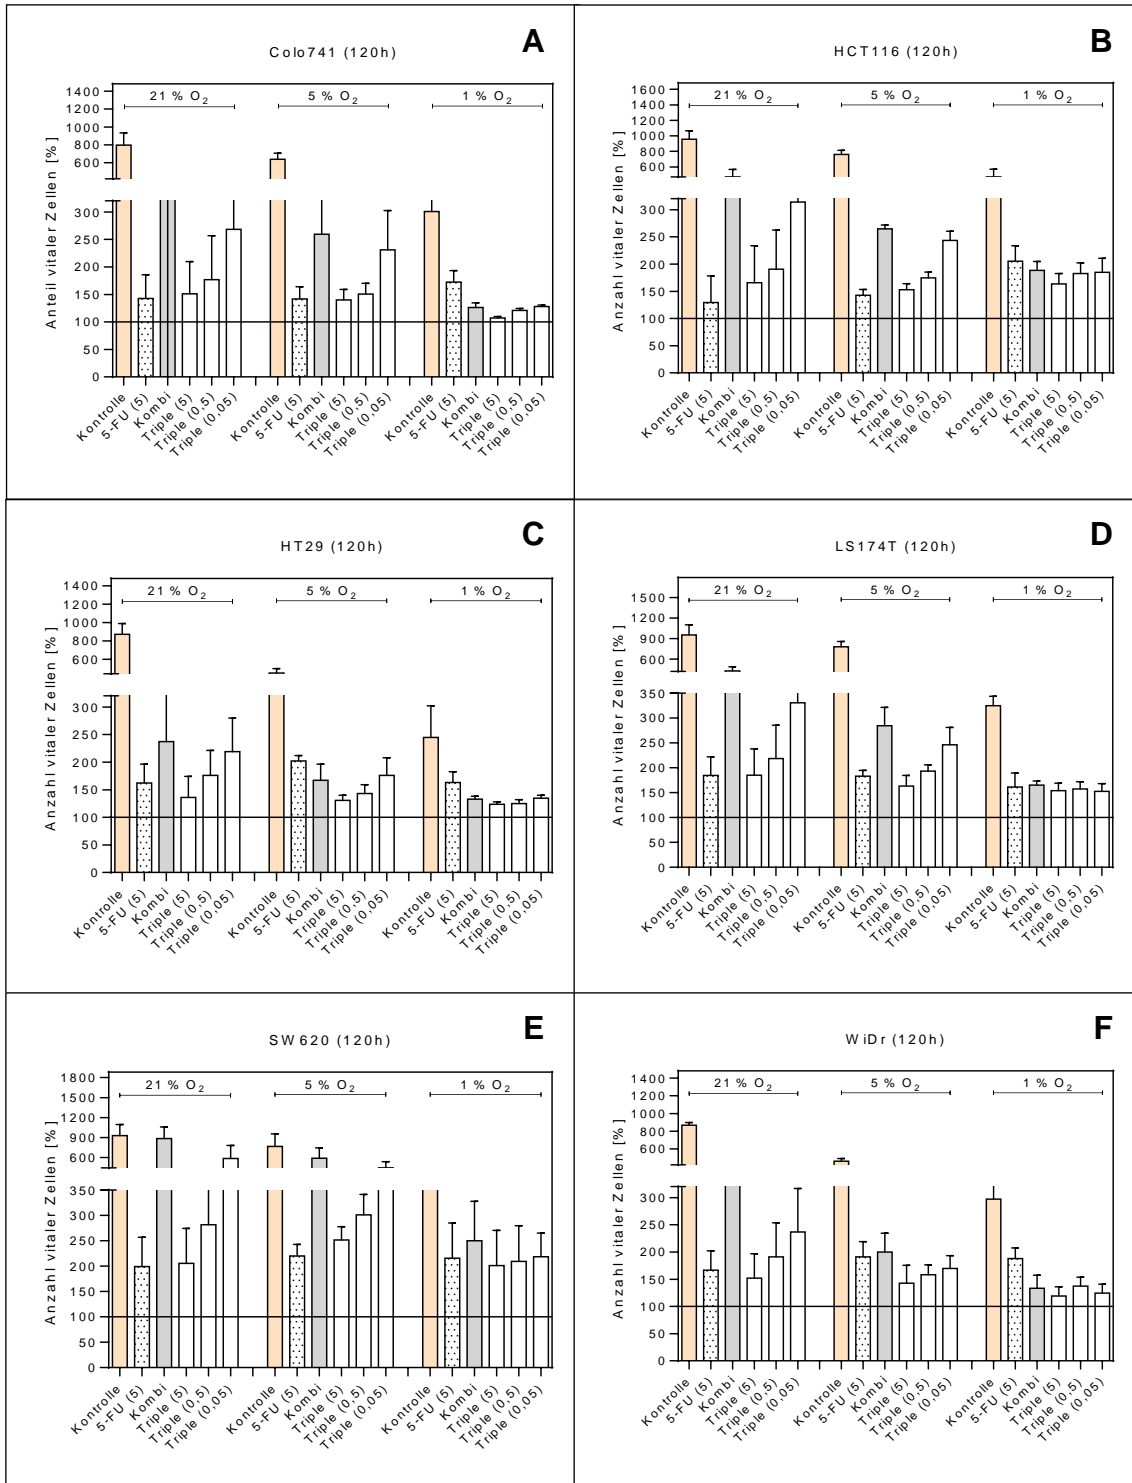 A
Colo741 (120h)
21 % O2 5 % O2 1 % O2
Anteil vitaler Zellen [%]
1400
1200
1000
800
600
300
250
200
150
100
50
0
Kontrolle 5-FU (5) Kombi Triple (5) Triple (0,5) Triple (0,05) Kontrolle 5-FU (5) Kombi Triple (5) Triple (0,5) Triple (0,05) Kontrolle 5-FU (5) Kombi Triple (5) Triple (0,5) Triple (0,05)
B
HCT116 (120h)
21 % O2 5 % O2 1 % O2
Anzahl vitaler Zellen [%]
1600
1400
1200
1000
800
600
300
250
200
150
100
50
0
Kontrolle 5-FU (5) Kombi Triple (5) Triple (0,5) Triple (0,05) Kontrolle 5-FU (5) Kombi Triple (5) Triple (0,5) Triple (0,05) Kontrolle 5-FU (5) Kombi Triple (5) Triple (0,5) Triple (0,05)
C
HT29 (120h)
21 % O2 5 % O2 1 % O2
Anzahl vitaler Zellen [%]
1400
1200
1000
800
600
300
250
200
150
100
50
0
Kontrolle 5-FU (5) Kombi Triple (5) Triple (0,5) Triple (0,05) Kontrolle 5-FU (5) Kombi Triple (5) Triple (0,5) Triple (0,05) Kontrolle 5-FU (5) Kombi Triple (5) Triple (0,5) Triple (0,05)
D
LS174T (120h)
21 % O2 5 % O2 1 % O2
Anzahl vitaler Zellen [%]
1500
1200
900
600
350
300
250
200
150
100
50
0
Kontrolle 5-FU (5) Kombi Triple (5) Triple (0,5) Triple (0,05) Kontrolle 5-FU (5) Kombi Triple (5) Triple (0,5) Triple (0,05) Kontrolle 5-FU (5) Kombi Triple (5) Triple (0,5) Triple (0,05)
E
SW620 (120h)
21 % O2 5 % O2 1 % O2
Anzahl vitaler Zellen [%]
1800
1500
1200
900
600
350
300
250
200
150
100
50
0
Kontrolle 5-FU (5) Kombi Triple (5) Triple (0,5) Triple (0,05) Kontrolle 5-FU (5) Kombi Triple (5) Triple (0,5) Triple (0,05) Kontrolle 5-FU (5) Kombi Triple (5) Triple (0,5) Triple (0,05)
F
WiDr (120h)
21 % O2 5 % O2 1 % O2
Anzahl vitaler Zellen [%]
1400
1200
1000
800
600
300
250
200
150
100
50
0
Kontrolle 5-FU (5) Kombi Triple (5) Triple (0,5) Triple (0,05) Kontrolle 5-FU (5) Kombi Triple (5) Triple (0,5) Triple (0,05) Kontrolle 5-FU (5) Kombi Triple (5) Triple (0,5) Triple (0,05)